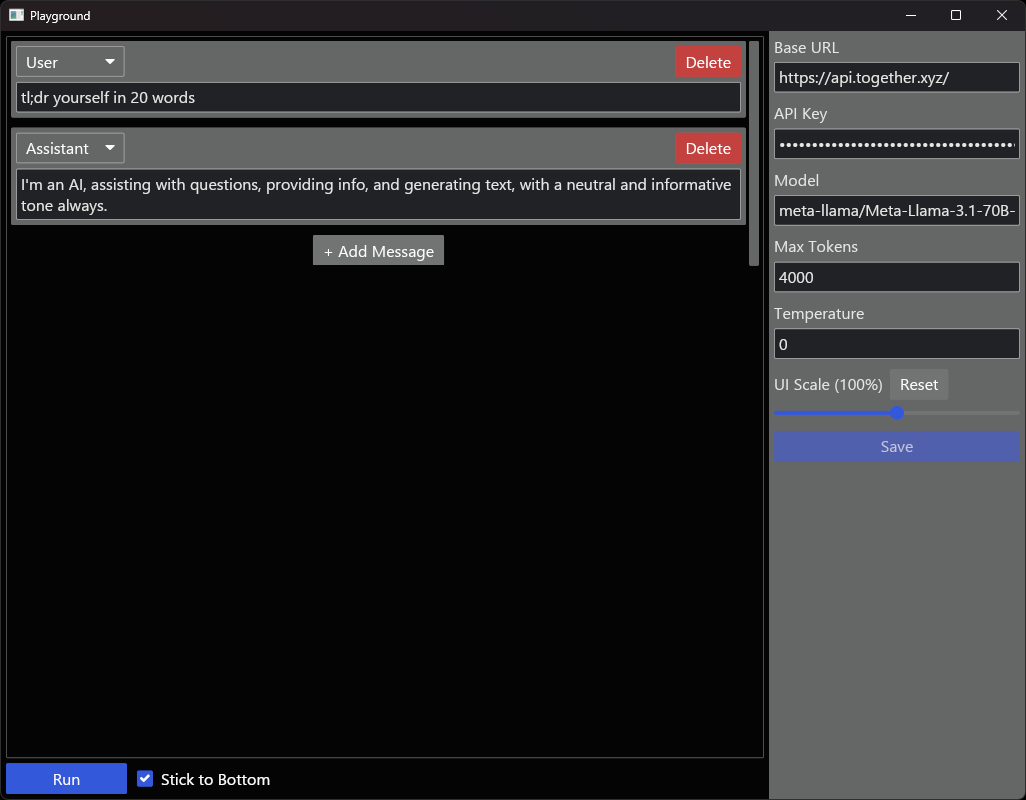 Playground
User
Delete
tl;dr yourself in 20 words
Assistant
Delete
I'm an AI, assisting with questions, providing info, and generating text, with a neutral and informative
tone always.
+ Add Message
Run
Stick to Bottom
Base URL
https://api.together.xyz/
API Key
Model
meta-llama/Meta-Llama-3.1-70B-
Max Tokens
4000
Temperature
0
UI Scale (100%)
Reset
Save